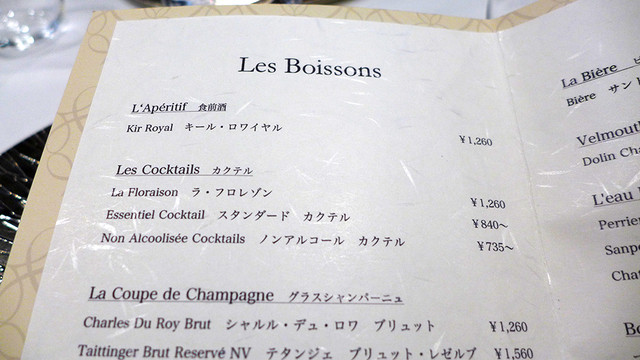 Les Boissons
L'Apéritif 食前酒
Kir Royal キール・ロワイヤル ¥1,260
Les Cocktails カクテル
La Floraison ラ・フロレゾン ¥1,260
Essentiel Cocktail スタンダード カクテル ¥840～
Non Alcoolisée Cocktails ノンアルコール カクテル ¥735～
La Coupe de Champagne グラスシャンパーニュ
Charles Du Roy Brut シャルル・デュ・ロワ ブリュット ¥1,260
Taittinger Brut Reservé NV テタンジェ ブリュット・レゼルブ ¥1,560
La Bière
Bière サント
Velmouth
Dolin
L'eau
Perrier